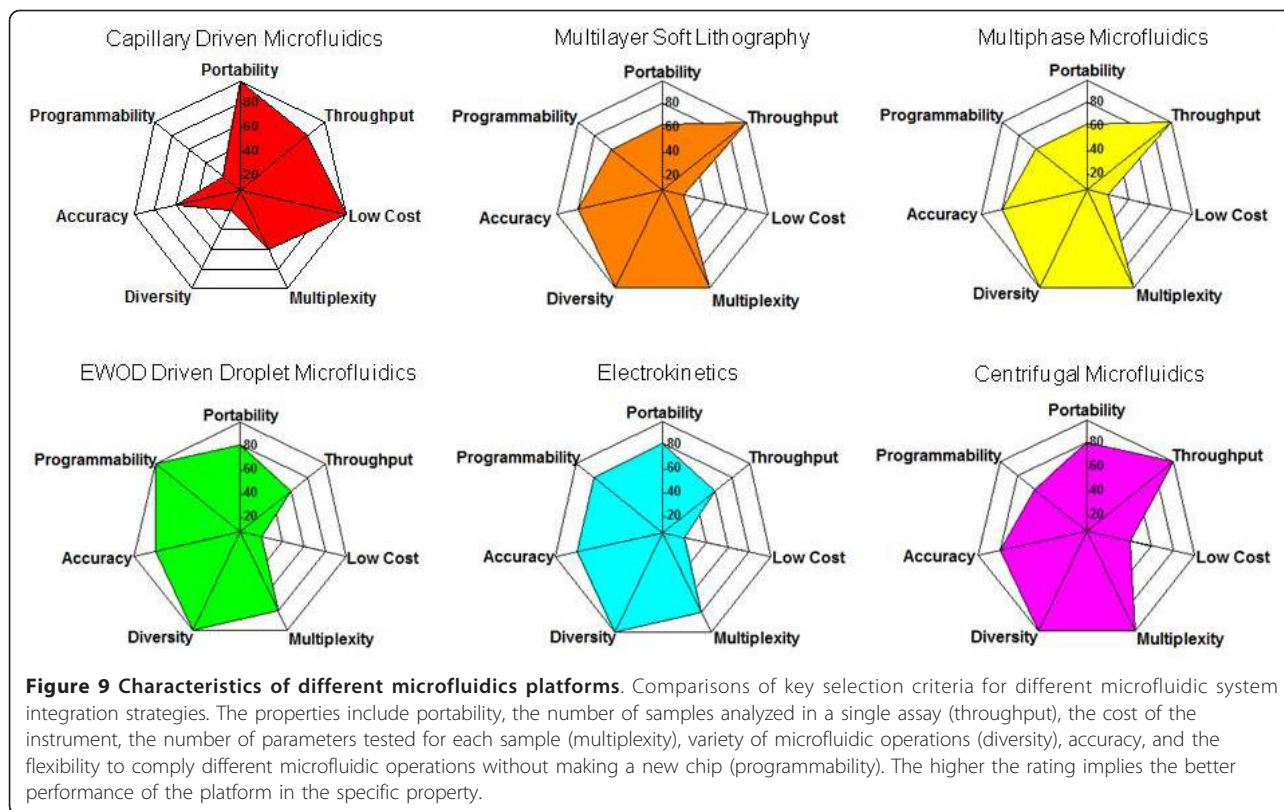 Capillary Driven Microfluidics
Portability
Programmability
Throughput
80
60
40
20
Accuracy
Low Cost
Diversity
Multiplexity
Multilayer Soft Lithography
Portability
Programmability
Throughput
80
60
40
20
Accuracy
Low Cost
Diversity
Multiplexity
Multiphase Microfluidics
Portability
Programmability
Throughput
80
60
40
20
Accuracy
Low Cost
Diversity
Multiplexity
EWOD Driven Droplet Microfluidics
Portability
Programmability
Throughput
80
60
40
20
Accuracy
Low Cost
Diversity
Multiplexity
Electrokinetics
Portability
Programmability
Throughput
80
60
40
20
Accuracy
Low Cost
Diversity
Multiplexity
Centrifugal Microfluidics
Portability
Programmability
Throughput
80
60
40
20
Accuracy
Low Cost
Diversity
Multiplexity
Figure 9 Characteristics of different microfluidics platforms. Comparisons of key selection criteria for different microfluidic system
integration strategies. The properties include portability, the number of samples analyzed in a single assay (throughput), the cost of the
instrument, the number of parameters tested for each sample (multiplexity), variety of microfluidic operations (diversity), accuracy, and the
flexibility to comply different microfluidic operations without making a new chip (programmability). The higher the rating implies the better
performance of the platform in the specific property.